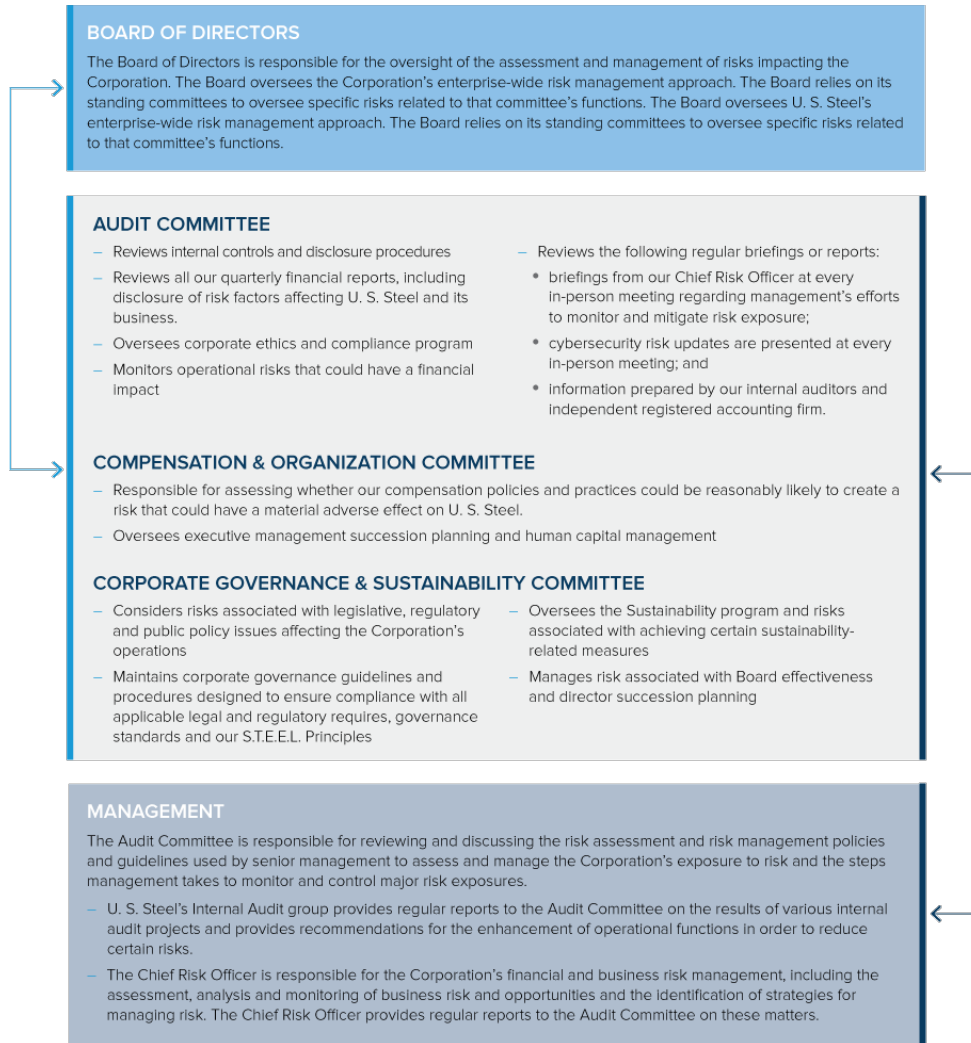 BOARD OF DIRECTORS
The Board of Directors is responsible for the oversight of the assessment and management of risks impacting the
Corporation. The Board oversees the Corporation's enterprise-wide risk management approach. The Board relies on its
standing committees to oversee specific risks related to that committee's functions. The Board oversees U. S. Steel's
enterprise-wide risk management approach. The Board relies on its standing committees to oversee specific risks related
to that committee's functions.
AUDIT COMMITTEE
– Reviews internal controls and disclosure procedures
– Reviews all our quarterly financial reports, including
disclosure of risk factors affecting U. S. Steel and its
business.
– Oversees corporate ethics and compliance program
– Monitors operational risks that could have a financial
impact
– Reviews the following regular briefings or reports:
• briefings from our Chief Risk Officer at every
in-person meeting regarding management's efforts
to monitor and mitigate risk exposure;
• cybersecurity risk updates are presented at every
in-person meeting; and
• information prepared by our internal auditors and
independent registered accounting firm.
COMPENSATION & ORGANIZATION COMMITTEE
– Responsible for assessing whether our compensation policies and practices could be reasonably likely to create a
risk that could have a material adverse effect on U. S. Steel.
– Oversees executive management succession planning and human capital management
CORPORATE GOVERNANCE & SUSTAINABILITY COMMITTEE
– Considers risks associated with legislative, regulatory
and public policy issues affecting the Corporation's
operations
– Maintains corporate governance guidelines and
procedures designed to ensure compliance with all
applicable legal and regulatory requires, governance
standards and our S.T.E.E.L. Principles
– Oversees the Sustainability program and risks
associated with achieving certain sustainability-
related measures
– Manages risk associated with Board effectiveness
and director succession planning
MANAGEMENT
The Audit Committee is responsible for reviewing and discussing the risk assessment and risk management policies
and guidelines used by senior management to assess and manage the Corporation's exposure to risk and the steps
management takes to monitor and control major risk exposures.
– U. S. Steel's Internal Audit group provides regular reports to the Audit Committee on the results of various internal
audit projects and provides recommendations for the enhancement of operational functions in order to reduce
certain risks.
– The Chief Risk Officer is responsible for the Corporation's financial and business risk management, including the
assessment, analysis and monitoring of business risk and opportunities and the identification of strategies for
managing risk. The Chief Risk Officer provides regular reports to the Audit Committee on these matters.